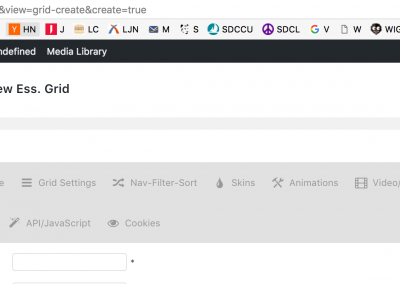 &view=grid-create&create=true
HN J LC LJN M S SDCCU SDCL V W WIG
ndefined Media Library
ew Ess. Grid
e Grid Settings Nav-Filter-Sort Skins Animations Video/
API/JavaScript Cookies
*